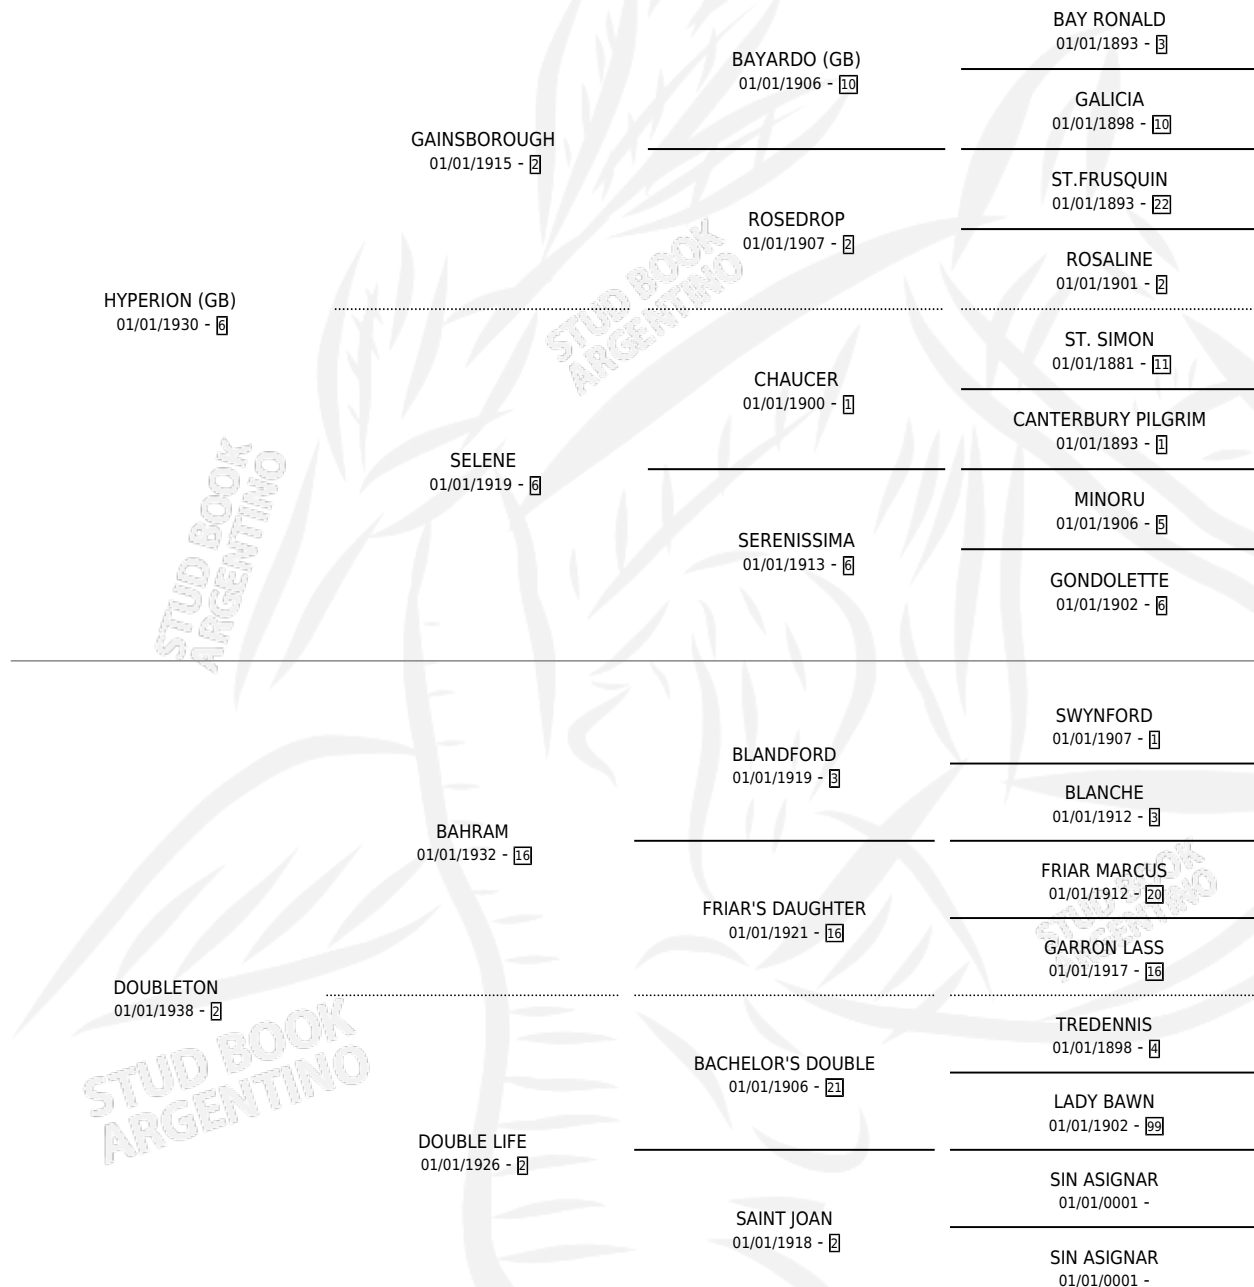 BAY RONALD
01/01/1893 - 3
BAYARDO (GB)
01/01/1906 - 10
GALICIA
01/01/1898 - 10
GAINSBOROUGH
01/01/1915 - 2
ST.FRUSQUIN
01/01/1893 - 22
ROSEDROP
01/01/1907 - 2
ROSALINE
01/01/1901 - 2
HYPERION (GB)
01/01/1930 - 6
STUD BOOK
ARGENTINO
ST. SIMON
01/01/1881 - 11
CHAUCER
01/01/1900 - 1
CANTERBURY PILGRIM
01/01/1893 - 1
SELENE
01/01/1919 - 6
MINORU
01/01/1906 - 5
SERENISSIMA
01/01/1913 - 6
GONDOLETTE
01/01/1902 - 6
STUD BOOK
ARGENTINO
SWYNFORD
01/01/1907 - 1
BLANDFORD
01/01/1919 - 3
BLANCHE
01/01/1912 - 3
BAHRAM
01/01/1932 - 16
FRIAR MARCUS
01/01/1912 - 20
FRIAR'S DAUGHTER
01/01/1921 - 16
STUD BOOK
ARGENTINO
GARRON LASS
01/01/1917 - 16
DOUBLETON
01/01/1938 - 2
TREDENNIS
01/01/1898 - 4
BACHELOR'S DOUBLE
01/01/1906 - 21
STUD BOOK
ARGENTINO
LADY BAWN
01/01/1902 - 99
DOUBLE LIFE
01/01/1926 - 2
SIN ASIGNAR
01/01/0001 -
SAINT JOAN
01/01/1918 - 2
SIN ASIGNAR
01/01/0001 -